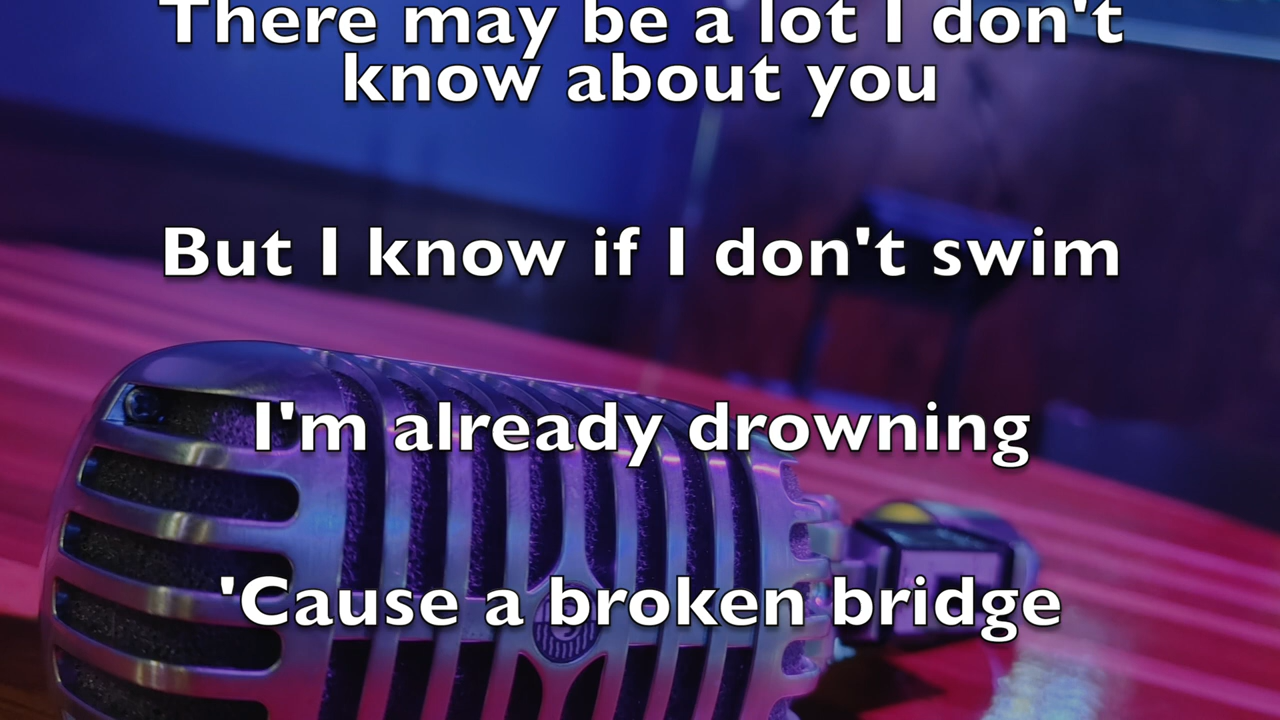 There may be a lot I don't
know about you
But I know if I don't swim
I'm already drowning
'Cause a broken bridge